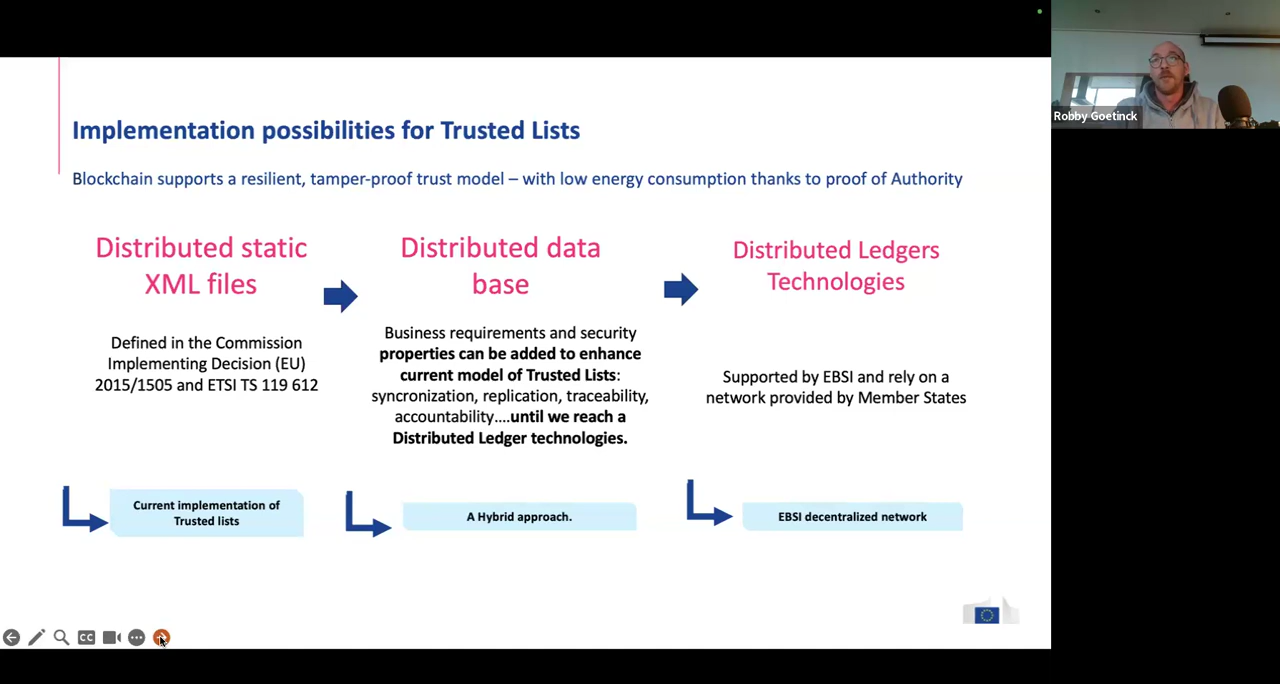 Robby Goetinck
Implementation possibilities for Trusted Lists
Blockchain supports a resilient, tamper-proof trust model – with low energy consumption thanks to proof of Authority
Distributed static
XML files
Defined in the Commission
Implementing Decision (EU)
2015/1505 and ETSI TS 119 612
Current implementation of
Trusted lists
Distributed data
base
Business requirements and security
properties can be added to enhance
current model of Trusted Lists:
syncronization, replication, traceability,
accountability....until we reach a
Distributed Ledger technologies.
A Hybrid approach.
Distributed Ledgers
Technologies
Supported by EBSI and rely on a
network provided by Member States
EBSI decentralized network
CC